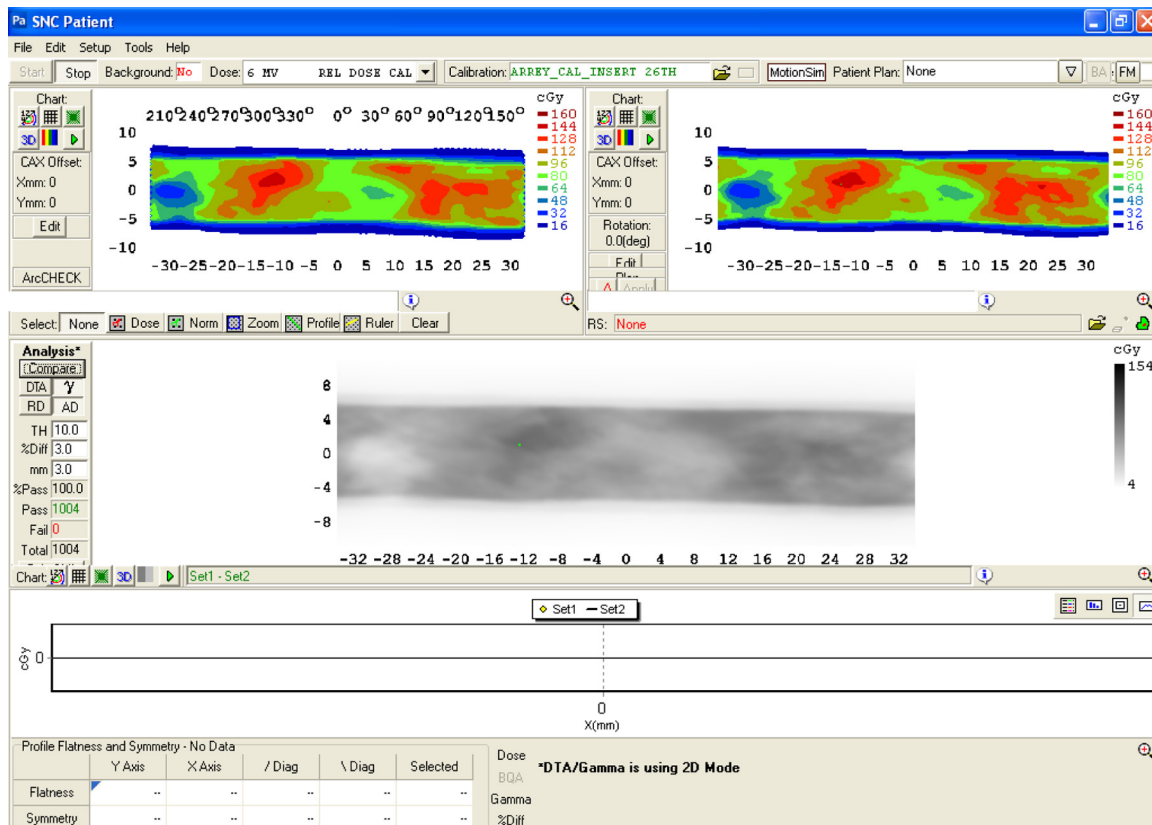 Pa SNC Patient
File Edit Setup Tools Help
Start Stop Background: No Dose: 6 MV REL DOSE CAL Calibration: ARREY_CAL_INSERT 26TH MotionSim Patient Plan: None BA FM
Chart:
3D
CAX Offset:
Xmm: 0
Ymm: 0
Edit
ArcCHECK
210° 240° 270° 300° 330° 0° 30° 60° 90° 120° 150°
10
5
0
-5
-10
-30 -25 -20 -15 -10 -5 0 5 10 15 20 25 30
cGy
160
144
128
112
96
80
64
48
32
16
Chart:
3D
CAX Offset:
Xmm: 0
Ymm: 0
Rotation:
0.0(deg)
Edit
Apply
10
5
0
-5
-10
-30 -25 -20 -15 -10 -5 0 5 10 15 20 25 30
cGy
160
144
128
112
96
80
64
48
32
16
Select: None Dose Norm Zoom Profile Ruler Clear
RS: None
Analysis*
Compare
DTA γ
RD AD
TH 10.0
%Diff 3.0
mm 3.0
%Pass 100.0
Pass 1004
Fail 0
Total 1004
8
4
0
-4
-8
-32 -28 -24 -20 -16 -12 -8 -4 0 4 8 12 16 20 24 28 32
cGy
154
4
Chart: 3D Set1 - Set2
Set1 Set2
cGy 0
0
X(mm)
Profile Flatness and Symmetry - No Data
Y Axis X Axis / Diag \ Diag Selected
Flatness -- -- -- -- --
Symmetry -- -- -- -- --
Dose
BQA
Gamma
%Diff
*DTA/Gamma is using 2D Mode